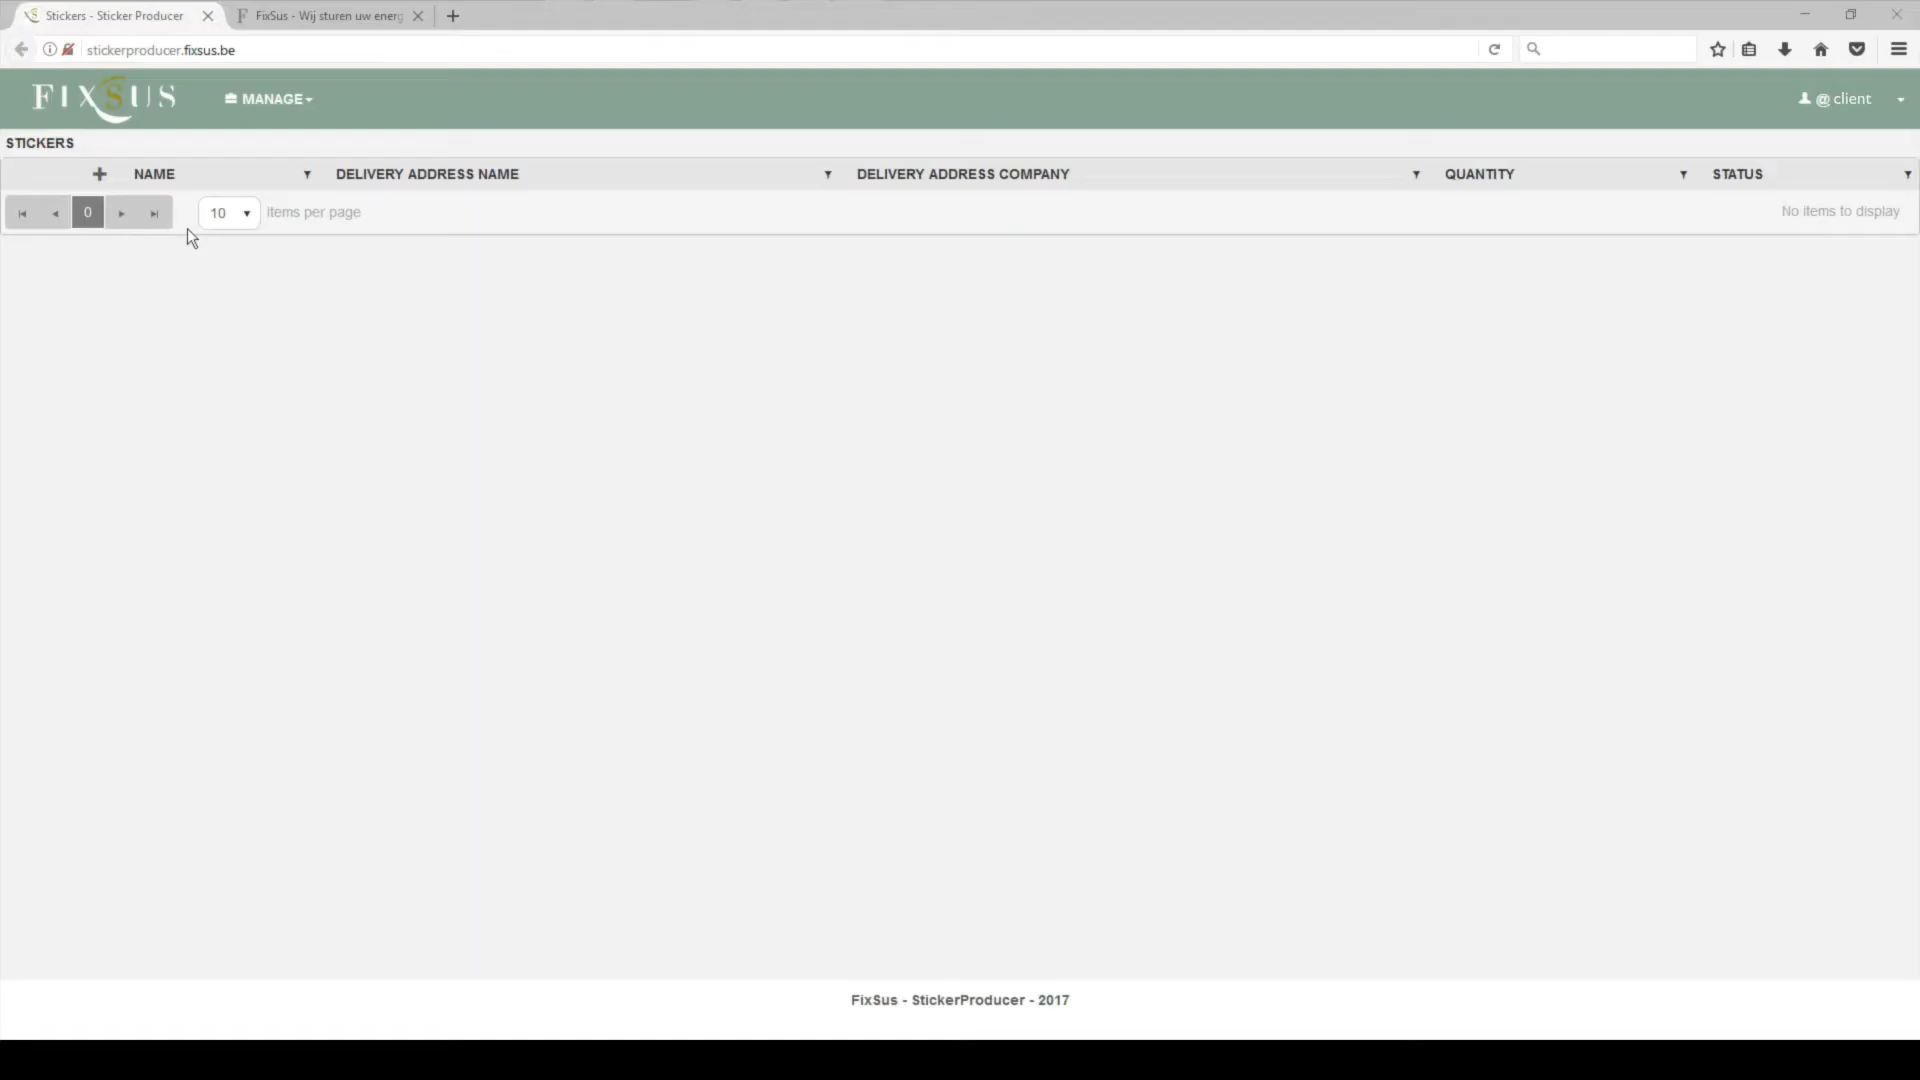 Stickers - Sticker Producer
FixSus - Wij sturen uw energ
stickerproducer.fixsus.be
FIXSUS
MANAGE
@ client
STICKERS
NAME
DELIVERY ADDRESS NAME
DELIVERY ADDRESS COMPANY
QUANTITY
STATUS
0
10
items per page
No items to display
FixSus - StickerProducer - 2017